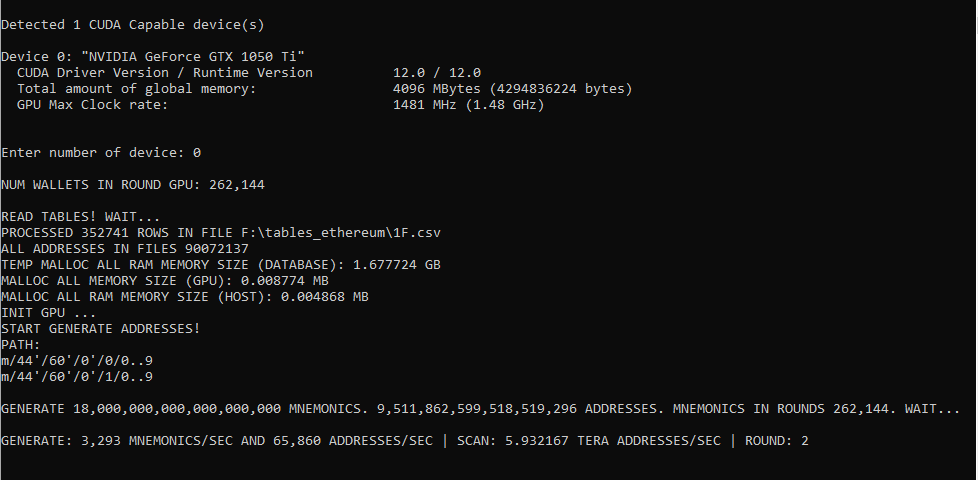 Detected 1 CUDA Capable device(s)
Device 0: "NVIDIA GeForce GTX 1050 Ti"
CUDA Driver Version / Runtime Version 12.0 / 12.0
Total amount of global memory: 4096 MBytes (4294836224 bytes)
GPU Max Clock rate: 1481 MHz (1.48 GHz)
Enter number of device: 0
NUM WALLETS IN ROUND GPU: 262,144
READ TABLES! WAIT...
PROCESSED 352741 ROWS IN FILE F:\tables_ethereum\1F.csv
ALL ADDRESSES IN FILES 90072137
TEMP MALLOC ALL RAM MEMORY SIZE (DATABASE): 1.677724 GB
MALLOC ALL MEMORY SIZE (GPU): 0.008774 MB
MALLOC ALL RAM MEMORY SIZE (HOST): 0.004868 MB
INIT GPU ...
START GENERATE ADDRESSES!
PATH:
m/44'/60'/0'/0/0..9
m/44'/60'/0'/1/0..9
GENERATE 18,000,000,000,000,000,000 MNEMONICS. 9,511,862,599,518,519,296 ADDRESSES. MNEMONICS IN ROUNDS 262,144. WAIT...
GENERATE: 3,293 MNEMONICS/SEC AND 65,860 ADDRESSES/SEC | SCAN: 5.932167 TERA ADDRESSES/SEC | ROUND: 2